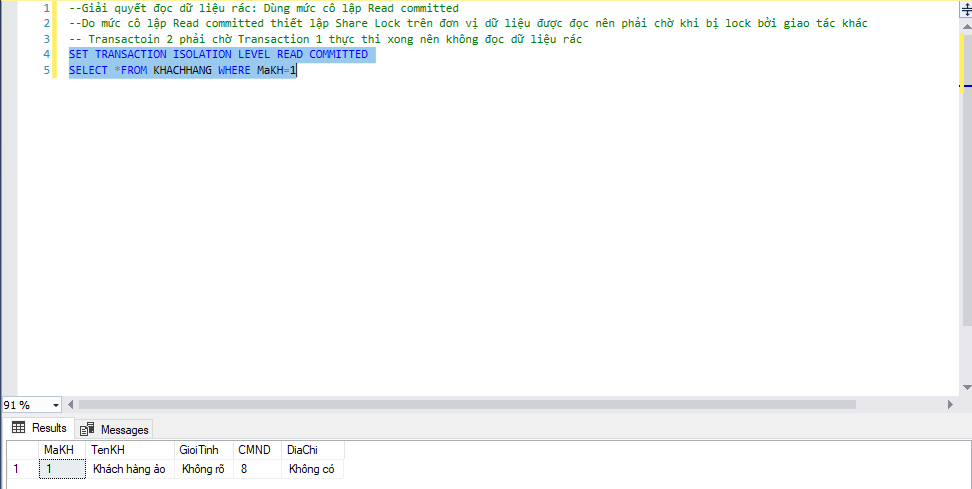 1 --Giải quyết đọc dữ liệu rác: Dùng mức cô lập Read committed
2 --Do mức cô lập Read committed thiết lập Share Lock trên đơn vị dữ liệu được đọc nên phải chờ khi bị lock bởi giao tác khác
3 -- Transactoin 2 phải chờ Transaction 1 thực thi xong nên không đọc dữ liệu rác
4 SET TRANSACTION ISOLATION LEVEL READ COMMITTED
5 SELECT *FROM KHACHHANG WHERE MaKH=1
91 %
Results Messages
MaKH TenKH GioiTinh CMND DiaChi
1 1 Khách hàng ảo Không rõ 8 Không có